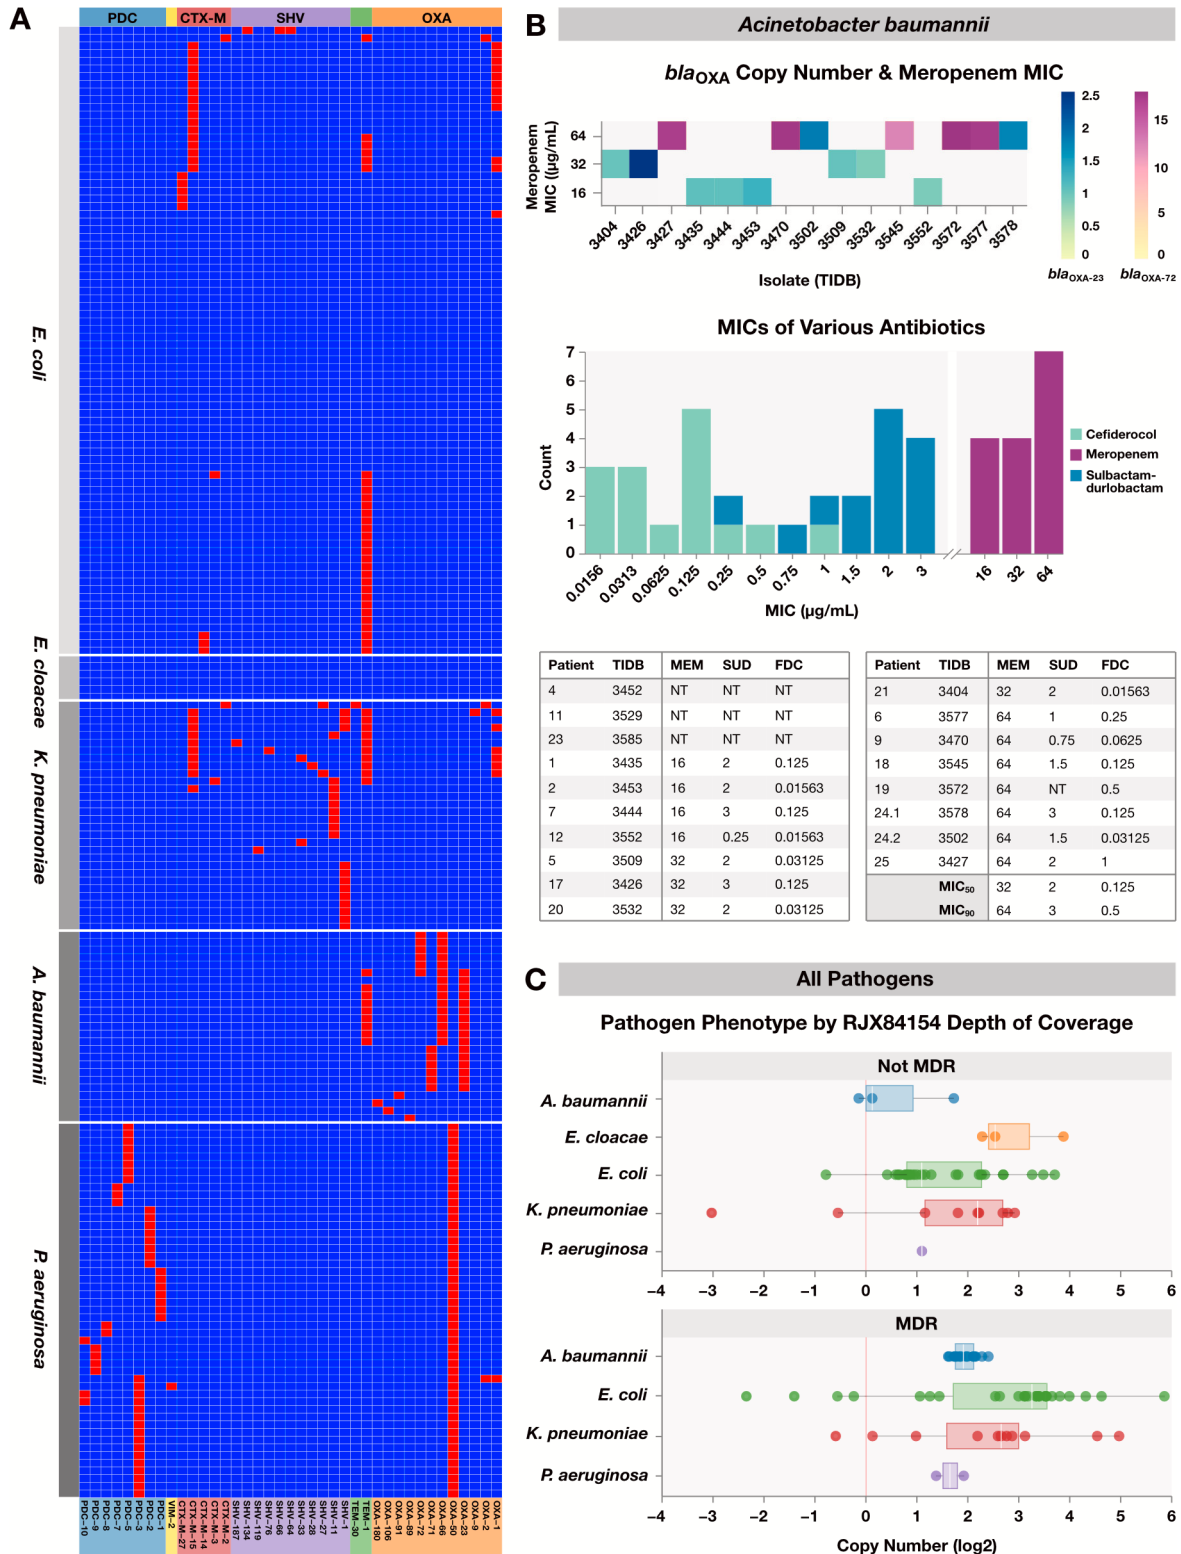 A
PDC
CTX-M
SHV
OXA
E. coli
E. cloacae
K. pneumoniae
A. baumannii
P. aeruginosa
PDC-10
PDC-9
PDC-8
PDC-7
PDC-5
PDC-3
PDC-2
PDC-1
VIM-2
CTX-M-27
CTX-M-15
CTX-M-14
CTX-M-3
CTX-M-2
SHV-187
SHV-134
SHV-119
SHV-76
SHV-66
SHV-64
SHV-33
SHV-28
SHV-27
SHV-11
SHV-1
TEM-30
TEM-1
OXA-180
OXA-106
OXA-91
OXA-89
OXA-72
OXA-71
OXA-66
OXA-50
OXA-23
OXA-9
OXA-2
OXA-1
B
Acinetobacter baumannii
blaOXA Copy Number & Meropenem MIC
Meropenem
MIC ((µg/mL)
64
32
16
3404 3426 3427 3435 3444 3453 3470 3502 3509 3532 3545 3552 3572 3577 3578
Isolate (TIDB)
2.5
2
1.5
1
0.5
0
blaOXA-23
15
10
5
0
blaOXA-72
MICs of Various Antibiotics
Count
7
6
5
4
3
2
1
0
0.0156 0.0313 0.0625 0.125 0.25 0.5 0.75 1 1.5 2 3 16 32 64
MIC (µg/mL)
Cefiderocol
Meropenem
Sulbactam-
durlobactam
Patient TIDB MEM SUD FDC
4 3452 NT NT NT
11 3529 NT NT NT
23 3585 NT NT NT
1 3435 16 2 0.125
2 3453 16 2 0.01563
7 3444 16 3 0.125
12 3552 16 0.25 0.01563
5 3509 32 2 0.03125
17 3426 32 3 0.125
20 3532 32 2 0.03125
Patient TIDB MEM SUD FDC
21 3404 32 2 0.01563
6 3577 64 1 0.25
9 3470 64 0.75 0.0625
18 3545 64 1.5 0.125
19 3572 64 NT 0.5
24.1 3578 64 3 0.125
24.2 3502 64 1.5 0.03125
25 3427 64 2 1
MIC50 32 2 0.125
MIC90 64 3 0.5
C
All Pathogens
Pathogen Phenotype by RJX84154 Depth of Coverage
Not MDR
A. baumannii
E. cloacae
E. coli
K. pneumoniae
P. aeruginosa
−4 −3 −2 −1 0 1 2 3 4 5 6
MDR
A. baumannii
E. coli
K. pneumoniae
P. aeruginosa
−4 −3 −2 −1 0 1 2 3 4 5 6
Copy Number (log2)